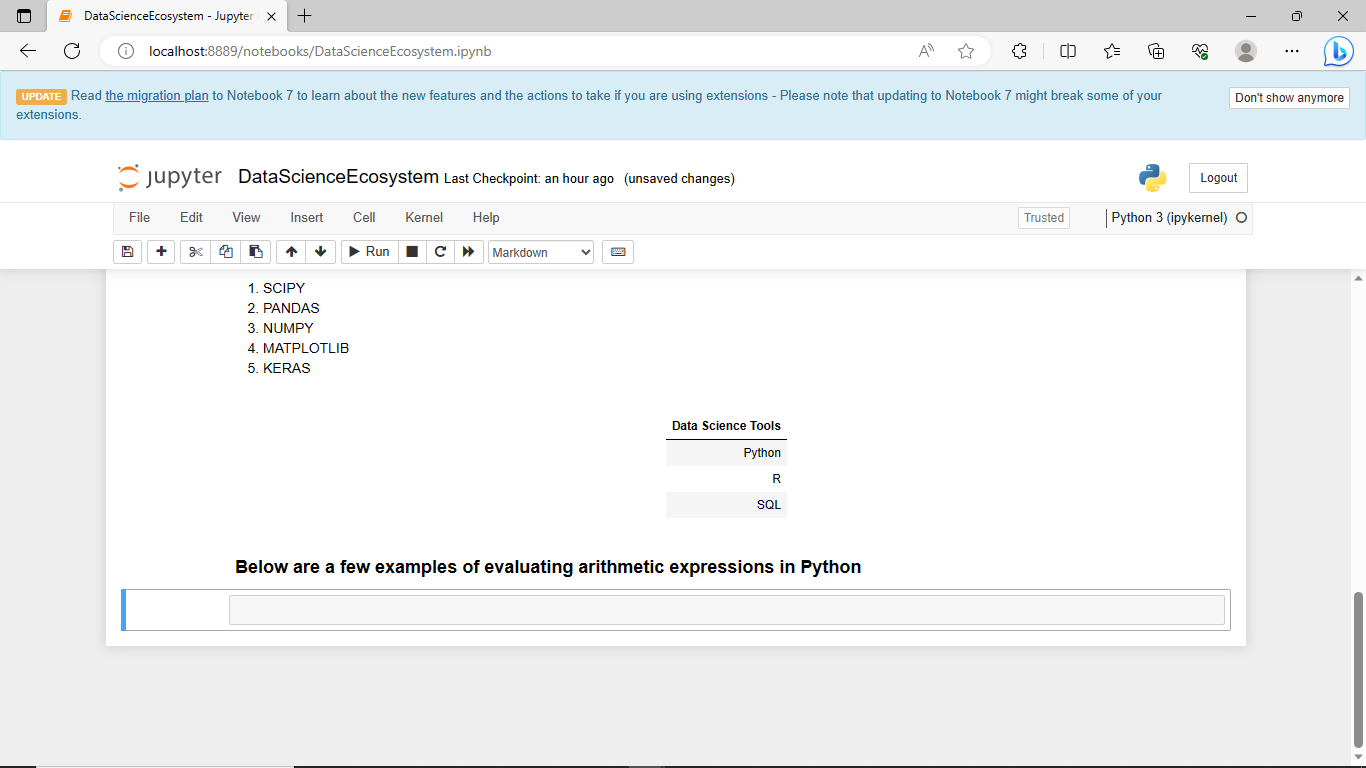 DataScienceEcosystem - Jupyter
localhost:8889/notebooks/DataScienceEcosystem.ipynb
UPDATE Read the migration plan to Notebook 7 to learn about the new features and the actions to take if you are using extensions - Please note that updating to Notebook 7 might break some of your
extensions.
Don't show anymore
jupyter DataScienceEcosystem Last Checkpoint: an hour ago (unsaved changes)
Logout
File Edit View Insert Cell Kernel Help
Trusted
Python 3 (ipykernel)
Run
Markdown
1. SCIPY
2. PANDAS
3. NUMPY
4. MATPLOTLIB
5. KERAS
Data Science Tools
Python
R
SQL
Below are a few examples of evaluating arithmetic expressions in Python